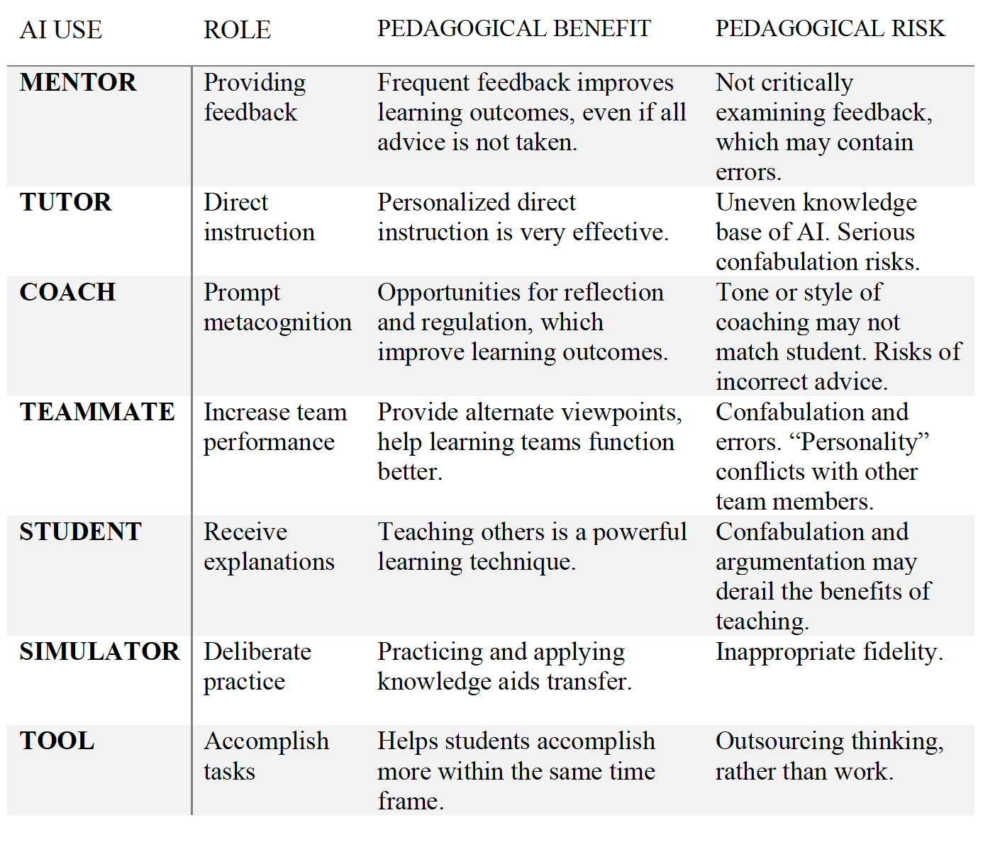 AI USE ROLE PEDAGOGICAL BENEFIT PEDAGOGICAL RISK
MENTOR Providing Frequent feedback improves Not critically
feedback learning outcomes, even if all examining feedback,
advice is not taken. which may contain
errors.
TUTOR Direct Personalized direct Uneven knowledge
instruction instruction is very effective. base of AI. Serious
confabulation risks.
COACH Prompt Opportunities for reflection Tone or style of
metacognition and regulation, which coaching may not
improve learning outcomes. match student. Risks of
incorrect advice.
TEAMMATE Increase team Provide alternate viewpoints, Confabulation and
performance help learning teams function errors. “Personality”
better. conflicts with other
team members.
STUDENT Receive Teaching others is a powerful Confabulation and
explanations learning technique. argumentation may
derail the benefits of
teaching.
SIMULATOR Deliberate Practicing and applying Inappropriate fidelity.
practice knowledge aids transfer.
TOOL Accomplish Helps students accomplish Outsourcing thinking,
tasks more within the same time rather than work.
frame.